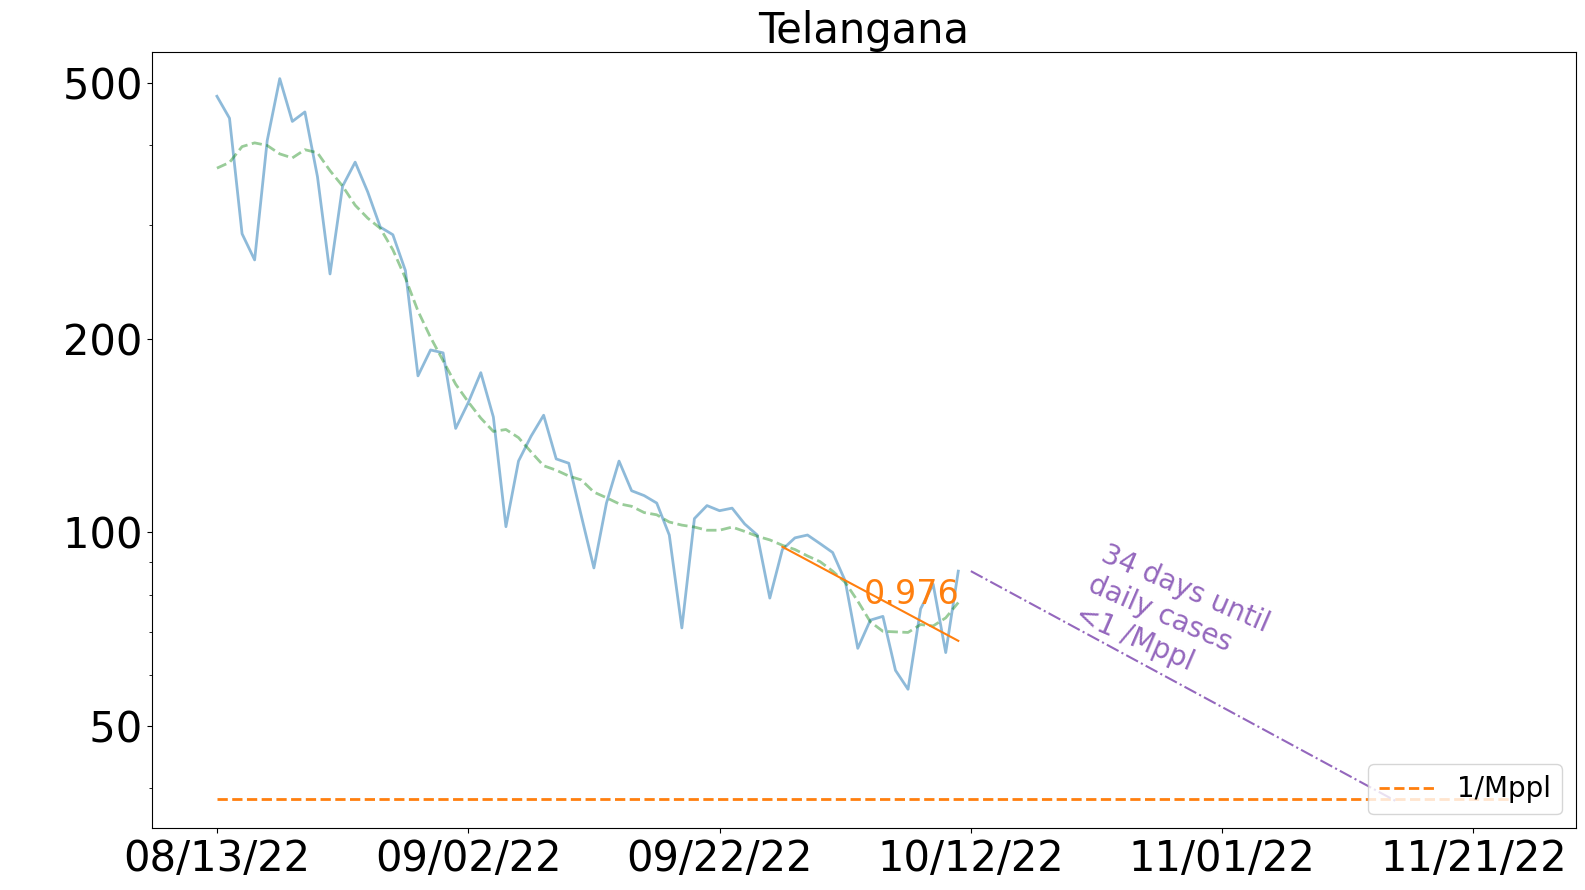 Telangana
500
200
100
50
0.976
34 days until
daily cases
<1 /Mppl
1/Mppl
08/13/22
09/02/22
09/22/22
10/12/22
11/01/22
11/21/22